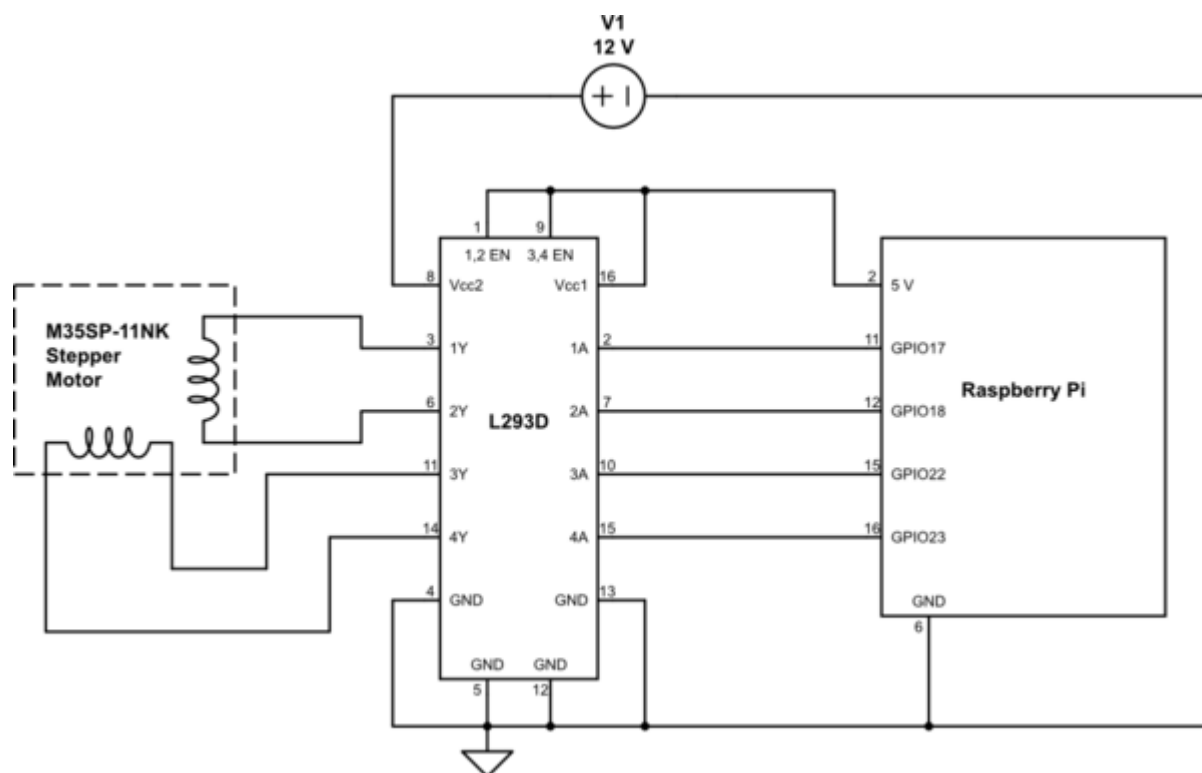 V1
12 V
+ −
1
9
1,2 EN
3,4 EN
8
Vcc2
Vcc1
16
2
5 V
M35SP-11NK
Stepper
Motor
3
1Y
1A
2
11
GPIO17
6
2Y
2A
7
12
GPIO18
L293D
Raspberry Pi
11
3Y
3A
10
15
GPIO22
14
4Y
4A
15
16
GPIO23
4
GND
GND
13
GND
6
GND
GND
5
12